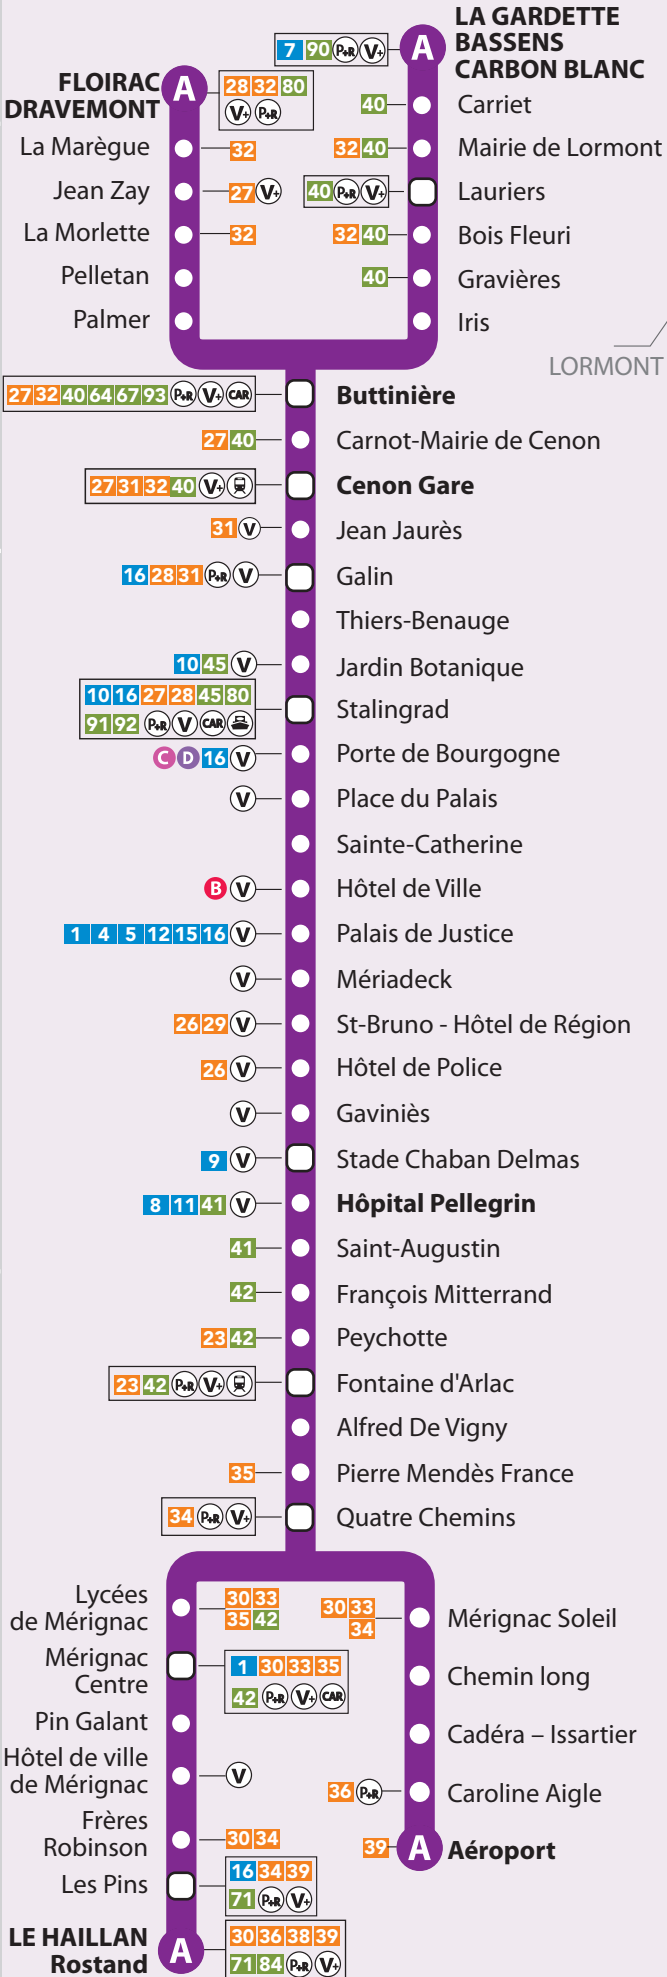 LA GARDETTE
BASSENS
CARBON BLANC
A
7 90 P+R V+
FLOIRAC
DRAVEMONT
A
28 32 80
V+ P+R
40 Carriet
La Marègue 32
32 40 Mairie de Lormont
Jean Zay 27 V+
40 P+R V+ Lauriers
La Morlette 32
32 40 Bois Fleuri
Pelletan
40 Gravières
Palmer
Iris
LORMONT
27 32 40 64 67 93 P+R V+ CAR Buttinière
27 40 Carnot-Mairie de Cenon
27 31 32 40 V+ Cenon Gare
31 V Jean Jaurès
16 28 31 P+R V Galin
Thiers-Benauge
10 45 V Jardin Botanique
10 16 27 28 45 80
91 92 P+R V CAR
Stalingrad
C D 16 V Porte de Bourgogne
V Place du Palais
Sainte-Catherine
B V Hôtel de Ville
1 4 5 12 15 16 V Palais de Justice
V Mériadeck
26 29 V St-Bruno - Hôtel de Région
26 V Hôtel de Police
V Gaviniès
9 V Stade Chaban Delmas
8 11 41 V Hôpital Pellegrin
41 Saint-Augustin
42 François Mitterrand
23 42 Peychotte
23 42 P+R V+ Fontaine d'Arlac
Alfred De Vigny
35 Pierre Mendès France
34 P+R V+ Quatre Chemins
Lycées
de Mérignac
30 33
35 42
30 33
34
Mérignac Soleil
Mérignac
Centre
1 30 33 35
42 P+R V+ CAR
Chemin long
Pin Galant
Cadéra – Issartier
Hôtel de ville
de Mérignac
V
36 P+R Caroline Aigle
Frères
Robinson
30 34
39 A Aéroport
Les Pins
16 34 39
71 P+R V+
LE HAILLAN
Rostand
A
30 36 38 39
71 84 P+R V+